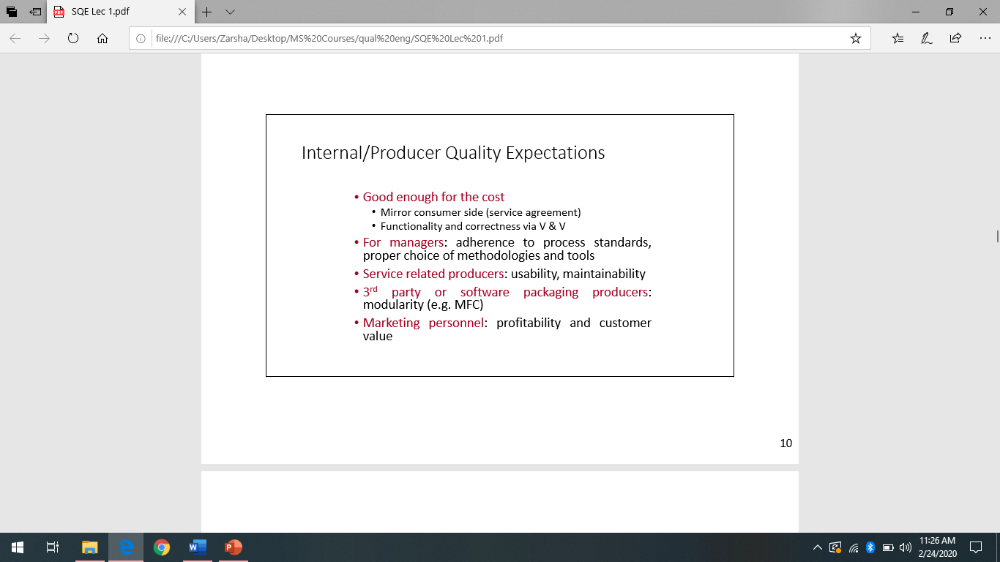 SQE Lec 1.pdf
file:///C:/Users/Zarsha/Desktop/MS%20Courses/qual%20eng/SQE%20Lec%201.pdf
Internal/Producer Quality Expectations
• Good enough for the cost
• Mirror consumer side (service agreement)
• Functionality and correctness via V & V
• For managers: adherence to process standards,
proper choice of methodologies and tools
• Service related producers: usability, maintainability
• 3rd party or software packaging producers:
modularity (e.g. MFC)
• Marketing personnel: profitability and customer
value
10
11:26 AM
2/24/2020